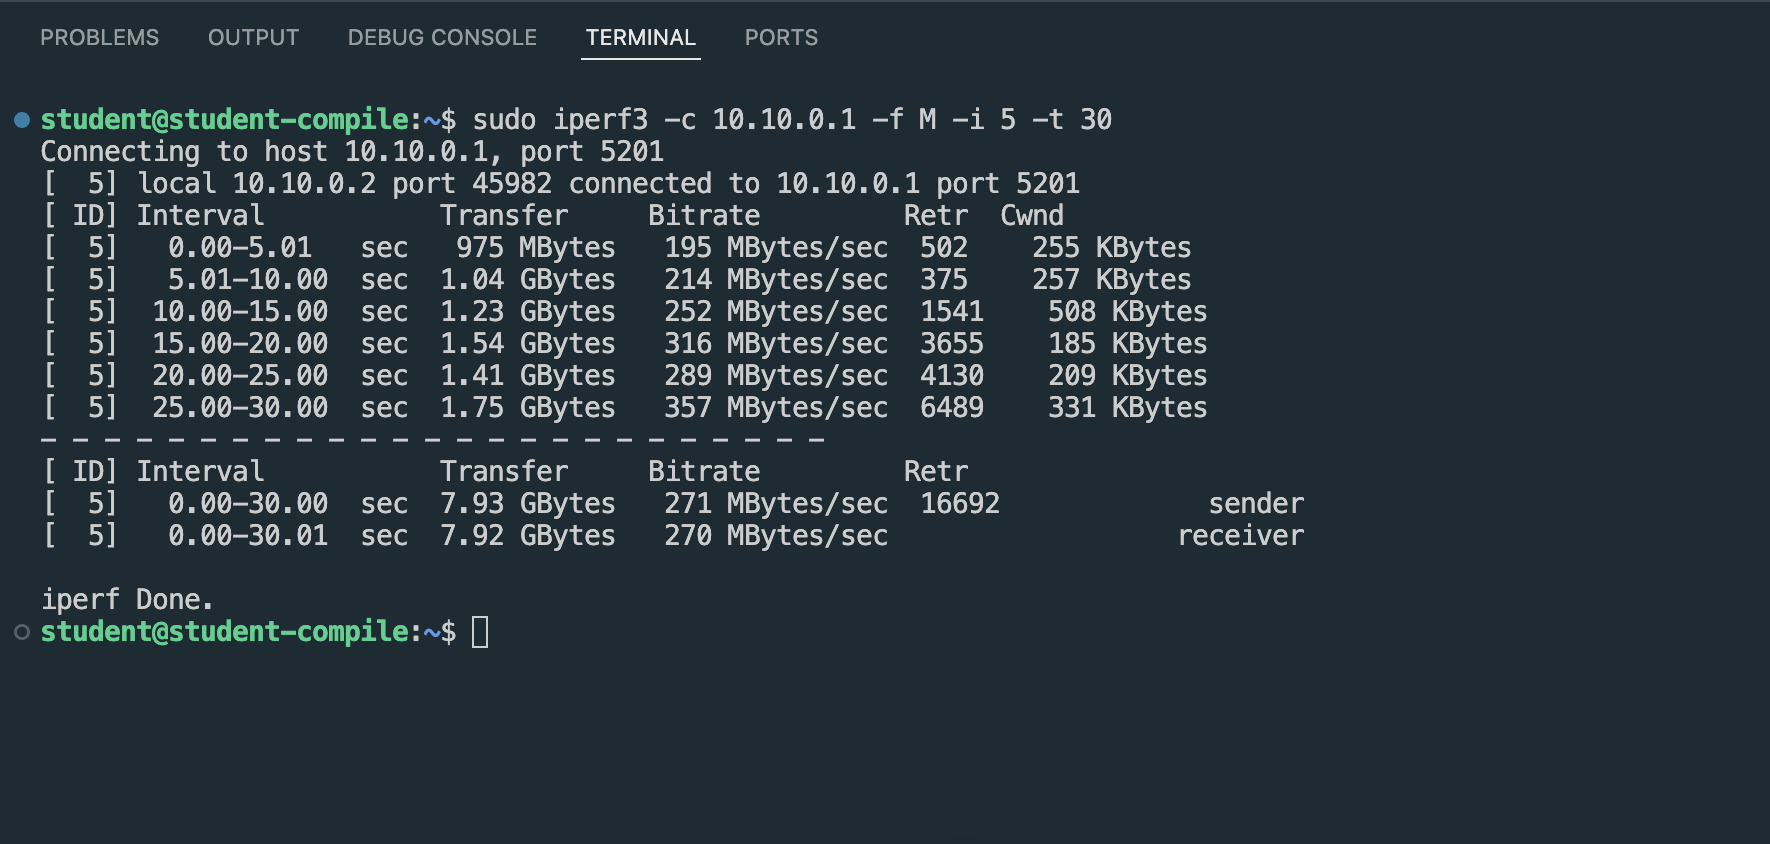 PROBLEMS OUTPUT DEBUG CONSOLE TERMINAL PORTS
student@student-compile:~$ sudo iperf3 -c 10.10.0.1 -f M -i 5 -t 30
Connecting to host 10.10.0.1, port 5201
[  5] local 10.10.0.2 port 45982 connected to 10.10.0.1 port 5201
[ ID] Interval           Transfer     Bitrate         Retr  Cwnd
[  5]   0.00-5.01   sec   975 MBytes   195 MBytes/sec  502    255 KBytes
[  5]   5.01-10.00  sec  1.04 GBytes   214 MBytes/sec  375    257 KBytes
[  5]  10.00-15.00  sec  1.23 GBytes   252 MBytes/sec  1541    508 KBytes
[  5]  15.00-20.00  sec  1.54 GBytes   316 MBytes/sec  3655    185 KBytes
[  5]  20.00-25.00  sec  1.41 GBytes   289 MBytes/sec  4130    209 KBytes
[  5]  25.00-30.00  sec  1.75 GBytes   357 MBytes/sec  6489    331 KBytes
- - - - - - - - - - - - - - - - - - - - - - - - -
[ ID] Interval           Transfer     Bitrate         Retr
[  5]   0.00-30.00  sec  7.93 GBytes   271 MBytes/sec  16692             sender
[  5]   0.00-30.01  sec  7.92 GBytes   270 MBytes/sec                  receiver
iperf Done.
student@student-compile:~$